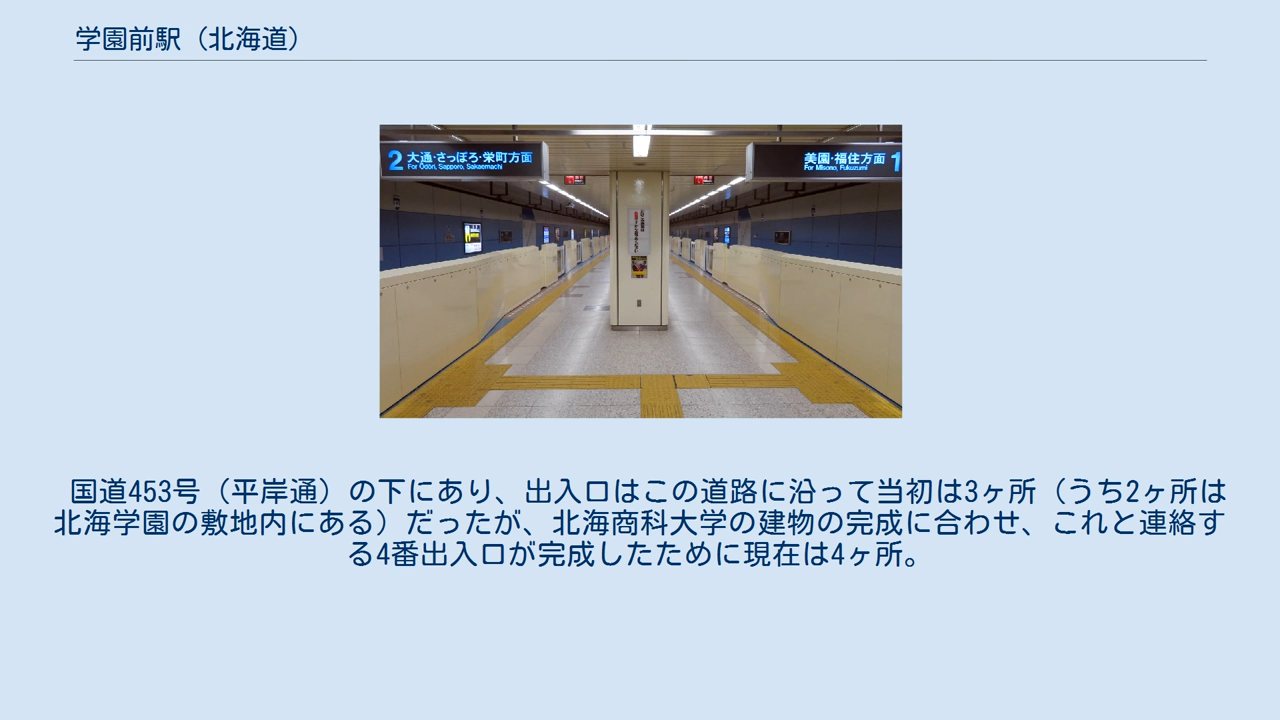 学園前駅（北海道）
2 大通・さっぽろ・栄町方面
For Ōdōri, Sapporo, Sakaemachi
美園・福住方面 1
For Misono, Fukuzumi
国道453号（平岸通）の下にあり、出入口はこの道路に沿って当初は3ヶ所（うち2ヶ所は
北海学園の敷地内にある）だったが、北海商科大学の建物の完成に合わせ、これと連絡す
る4番出入口が完成したために現在は4ヶ所。